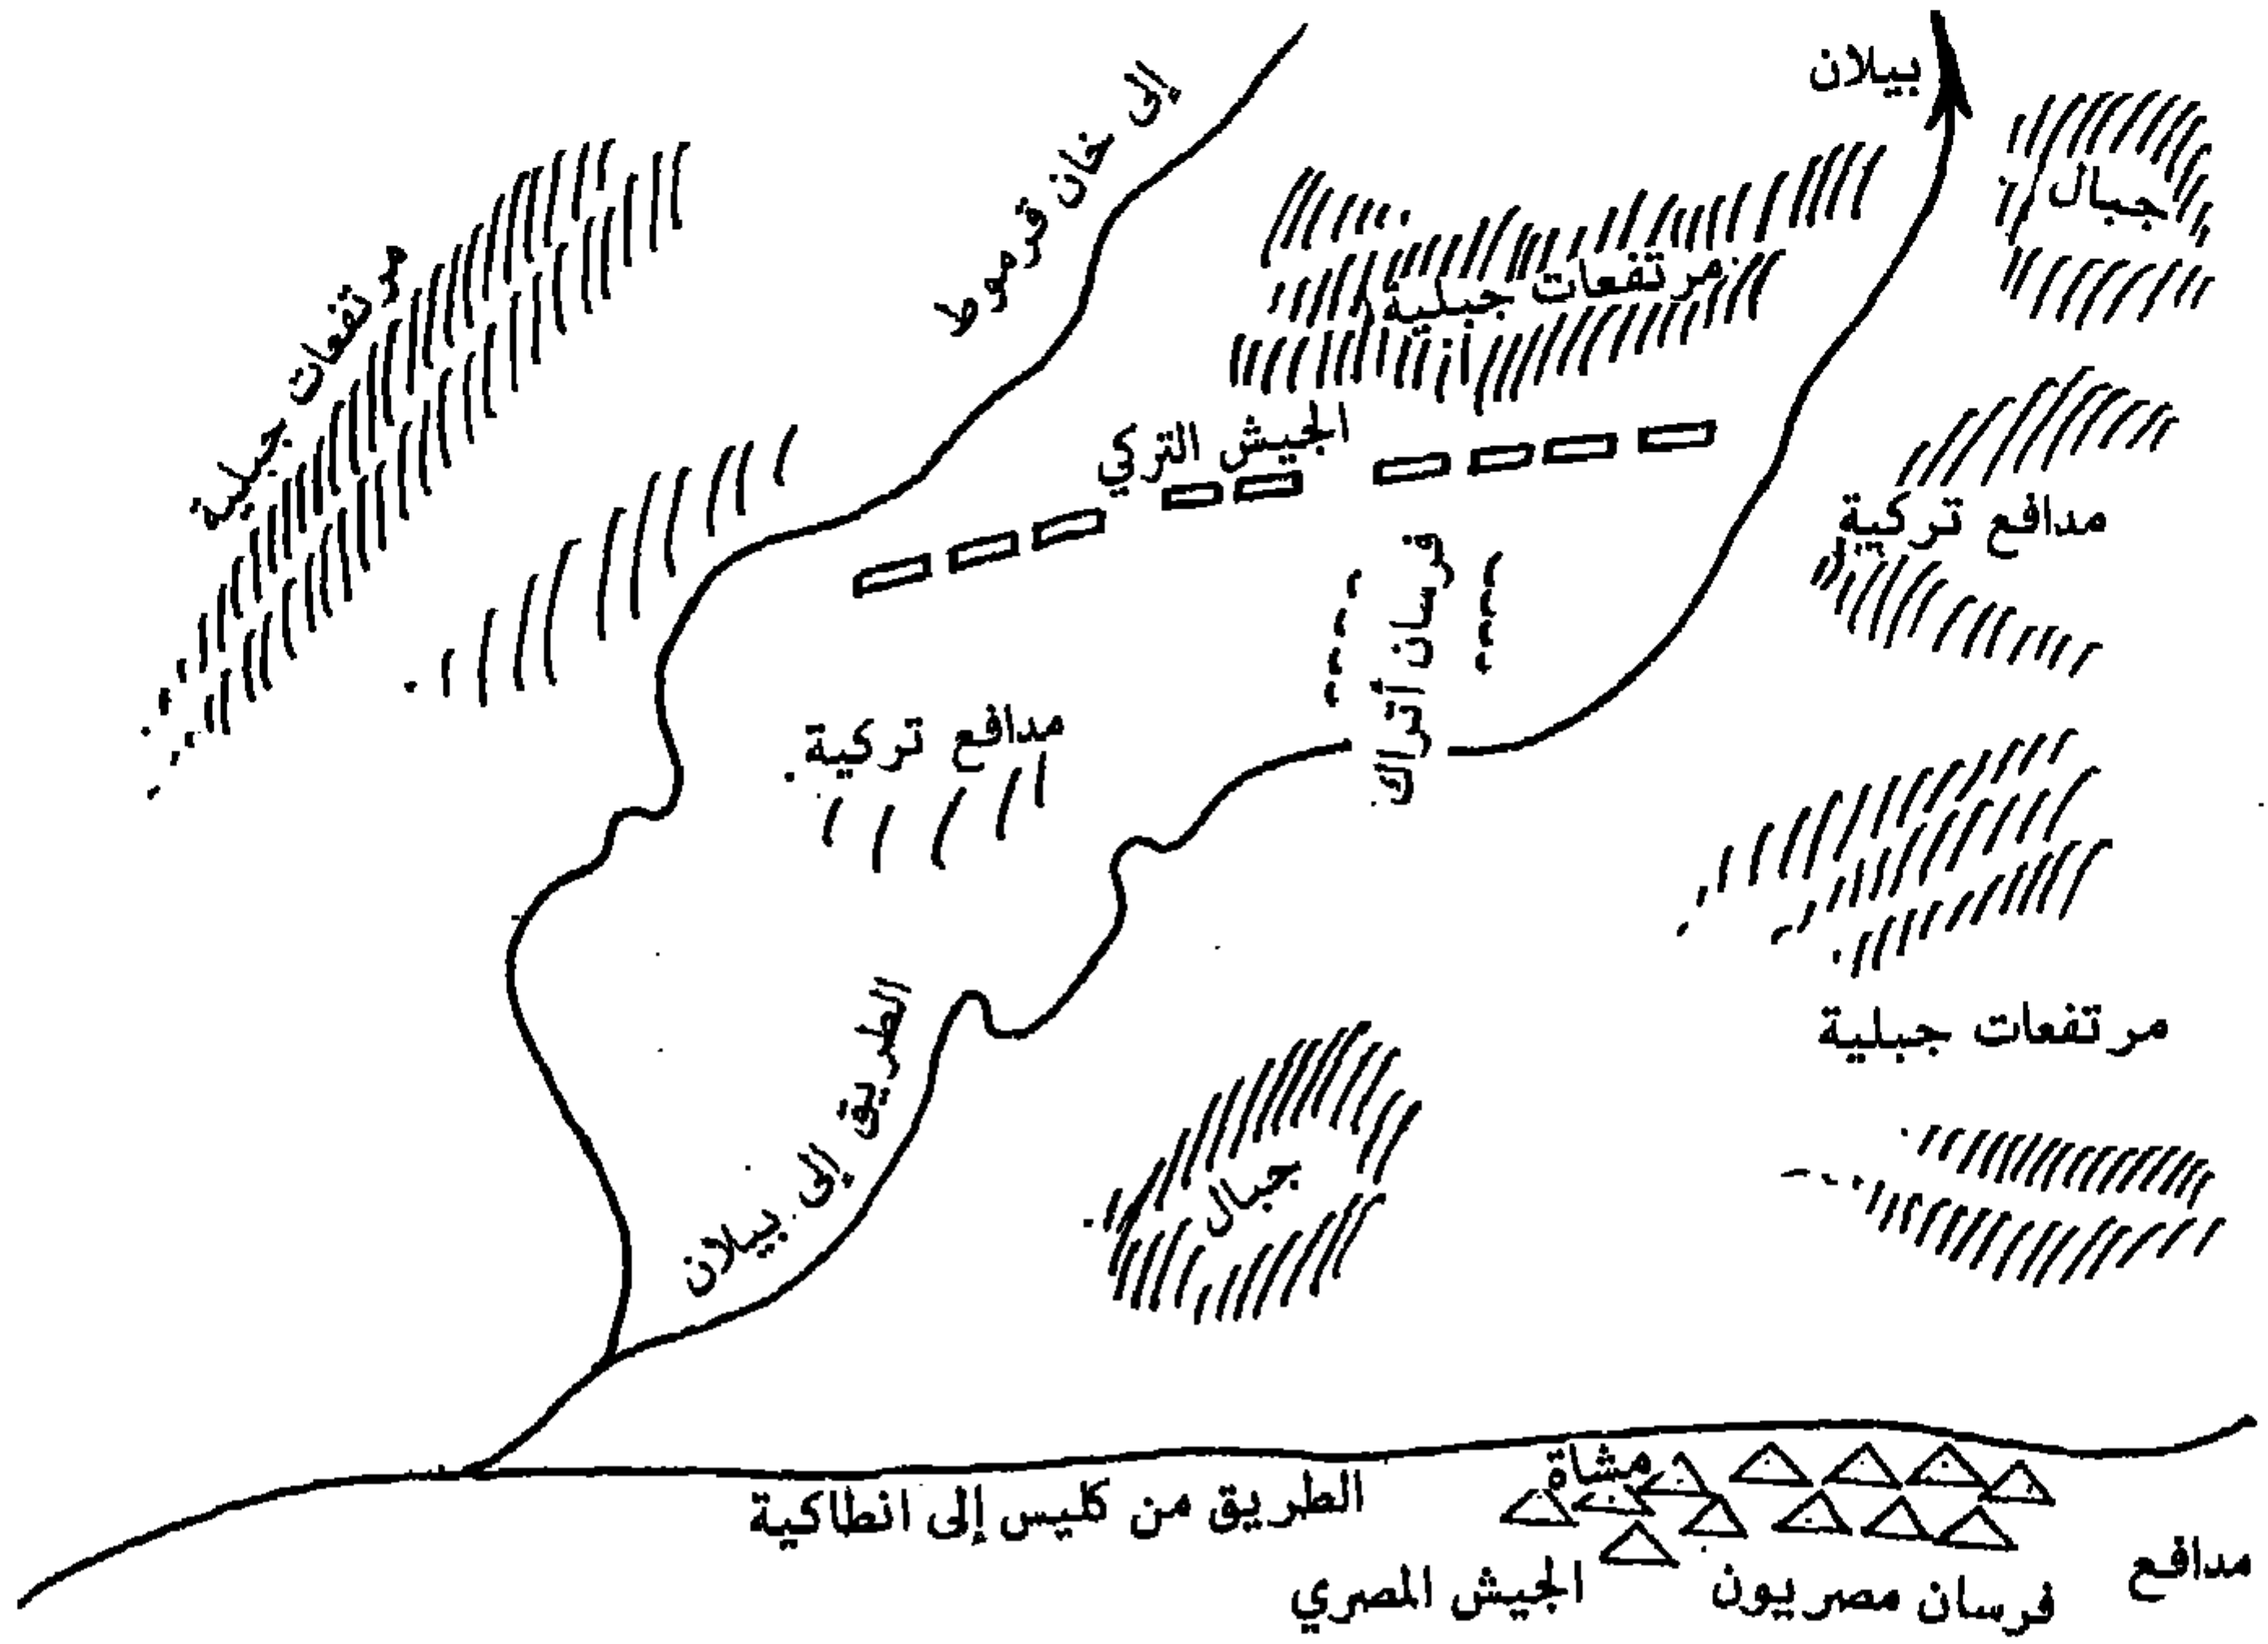 بيلان
جبال
إلى خان قرموط
مرتفعات جبلية
مرتفعات جبلية
الجيش التركي
مدافع تركية
فرسان أتراك
مدافع تركية
مرتفعات جبلية
الطريق إلى بيلان
جبال
مشاة
الطريق من كليس إلى انطاكية
مدافع
فرسان مصريون
الجيش المصري